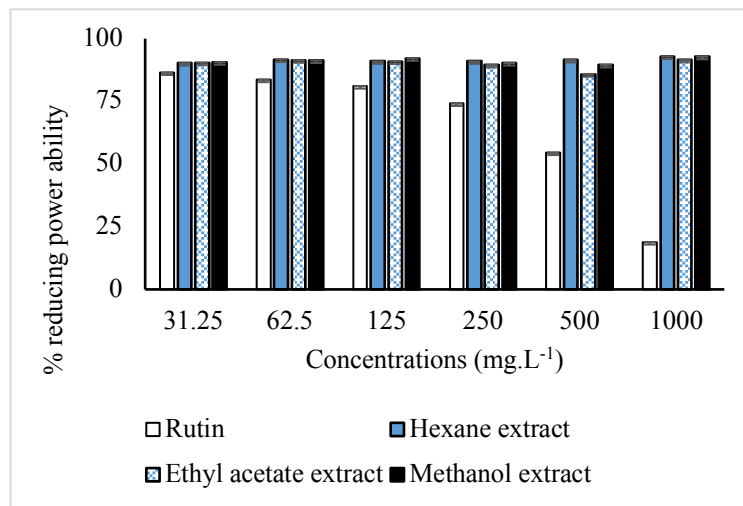 100
75
50
25
0
% reducing power ability
31.25 62.5 125 250 500 1000
Concentrations (mg.L-1)
Rutin Hexane extract
Ethyl acetate extract Methanol extract